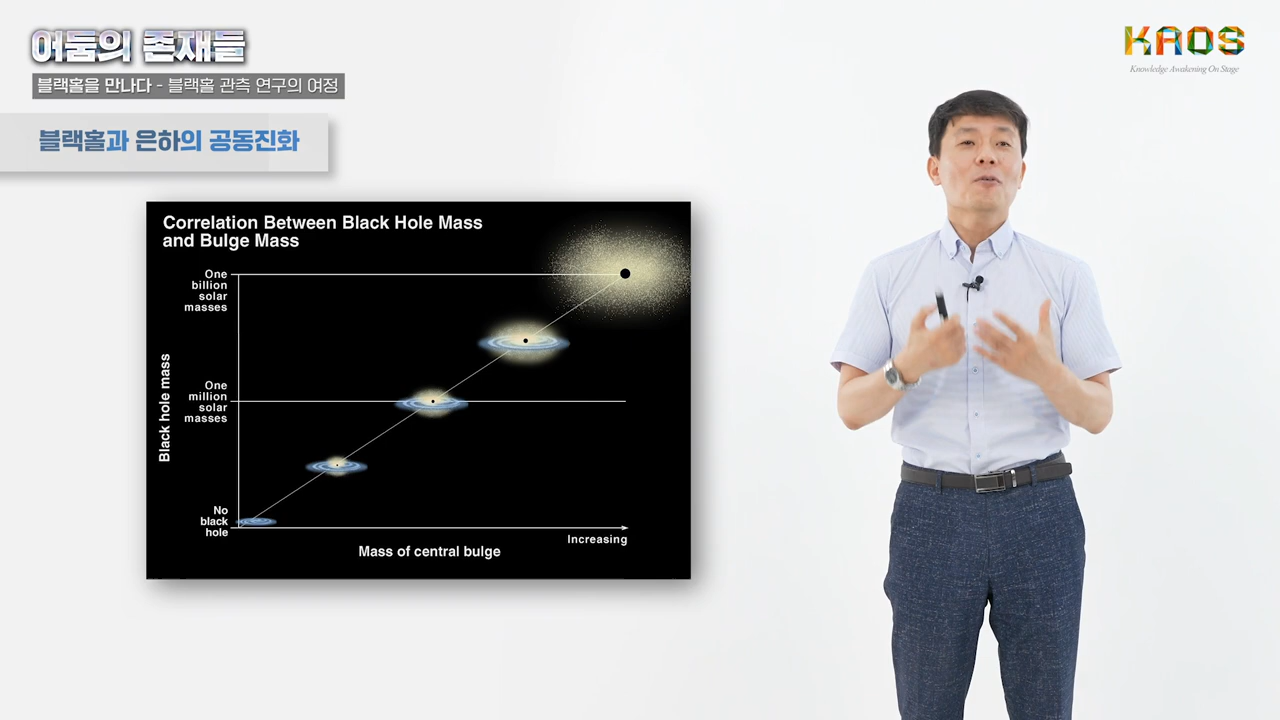 어둠의 존재들
블랙홀을 만나다 - 블랙홀 관측 연구의 여정
블랙홀과 은하의 공동진화
KAOS
Knowledge Awakening On Stage
Correlation Between Black Hole Mass
and Bulge Mass
One
billion
solar
masses
One
million
solar
masses
No
black
hole
Black hole mass
Increasing
Mass of central bulge